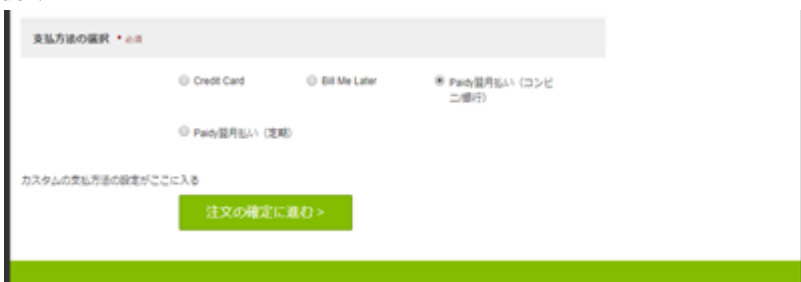 支払方法の選択 * 必須
Credit Card
Bill Me Later
Paidy翌月払い（コンビ
ニ/銀行）
Paidy翌月払い（定期）
カスタムの支払方法の設定がここに入る
注文の確定に進む >